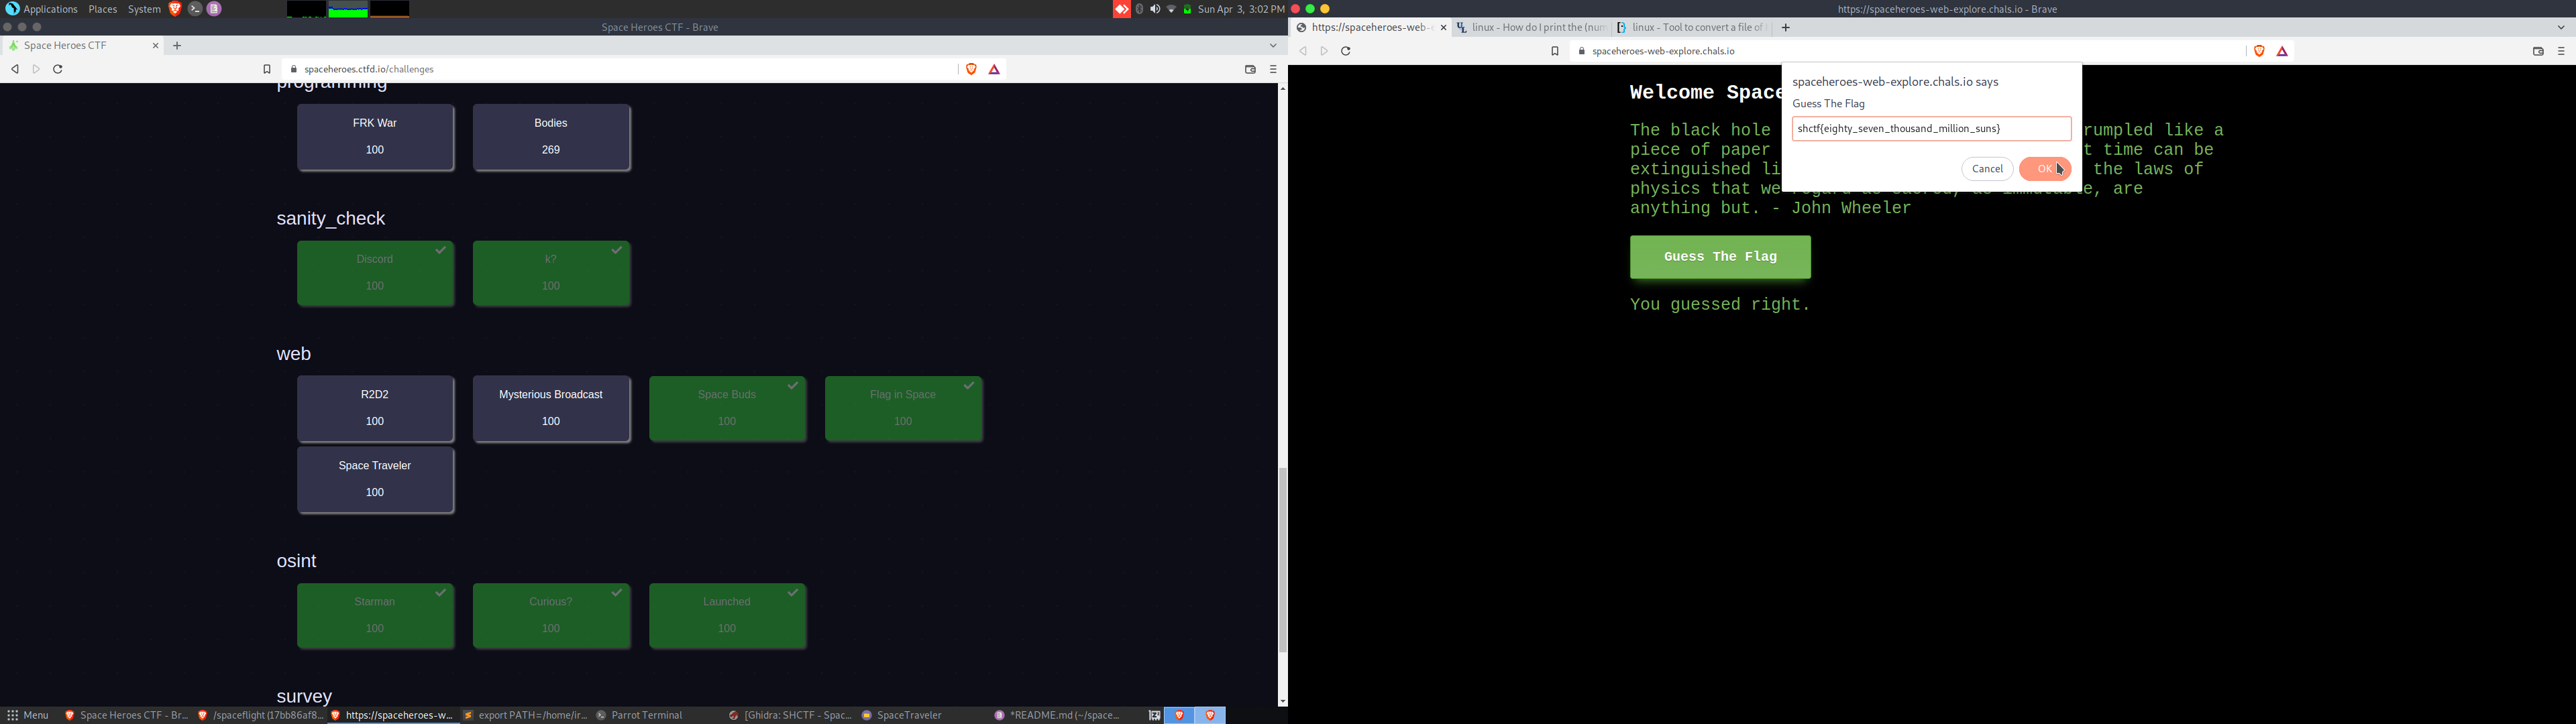 Applications Places System
Sun Apr 3, 3:02 PM
Space Heroes CTF - Brave
Space Heroes CTF
spaceheroes.ctfd.io/challenges
programming
FRK War
100
Bodies
269
sanity_check
Discord
100
k?
100
web
R2D2
100
Mysterious Broadcast
100
Space Buds
100
Flag in Space
100
Space Traveler
100
osint
Starman
100
Curious?
100
Launched
100
survey
https://spaceheroes-web-explore.chals.io - Brave
https://spaceheroes-web-
linux - How do I print the (num
linux - Tool to convert a file of
spaceheroes-web-explore.chals.io
Welcome Space
The black hole rumpled like a
piece of paper t time can be
extinguished li the laws of
physics that we regard as sacred, as immutable, are
anything but. - John Wheeler
Guess The Flag
You guessed right.
spaceheroes-web-explore.chals.io says
Guess The Flag
shctf{eighty_seven_thousand_million_suns}
Cancel OK
Menu
Space Heroes CTF - Br...
/spaceflight (17bb86af8...
https://spaceheroes-w...
export PATH=/home/ir...
Parrot Terminal
[Ghidra: SHCTF - Spac...
SpaceTraveler
*README.md (~/space...